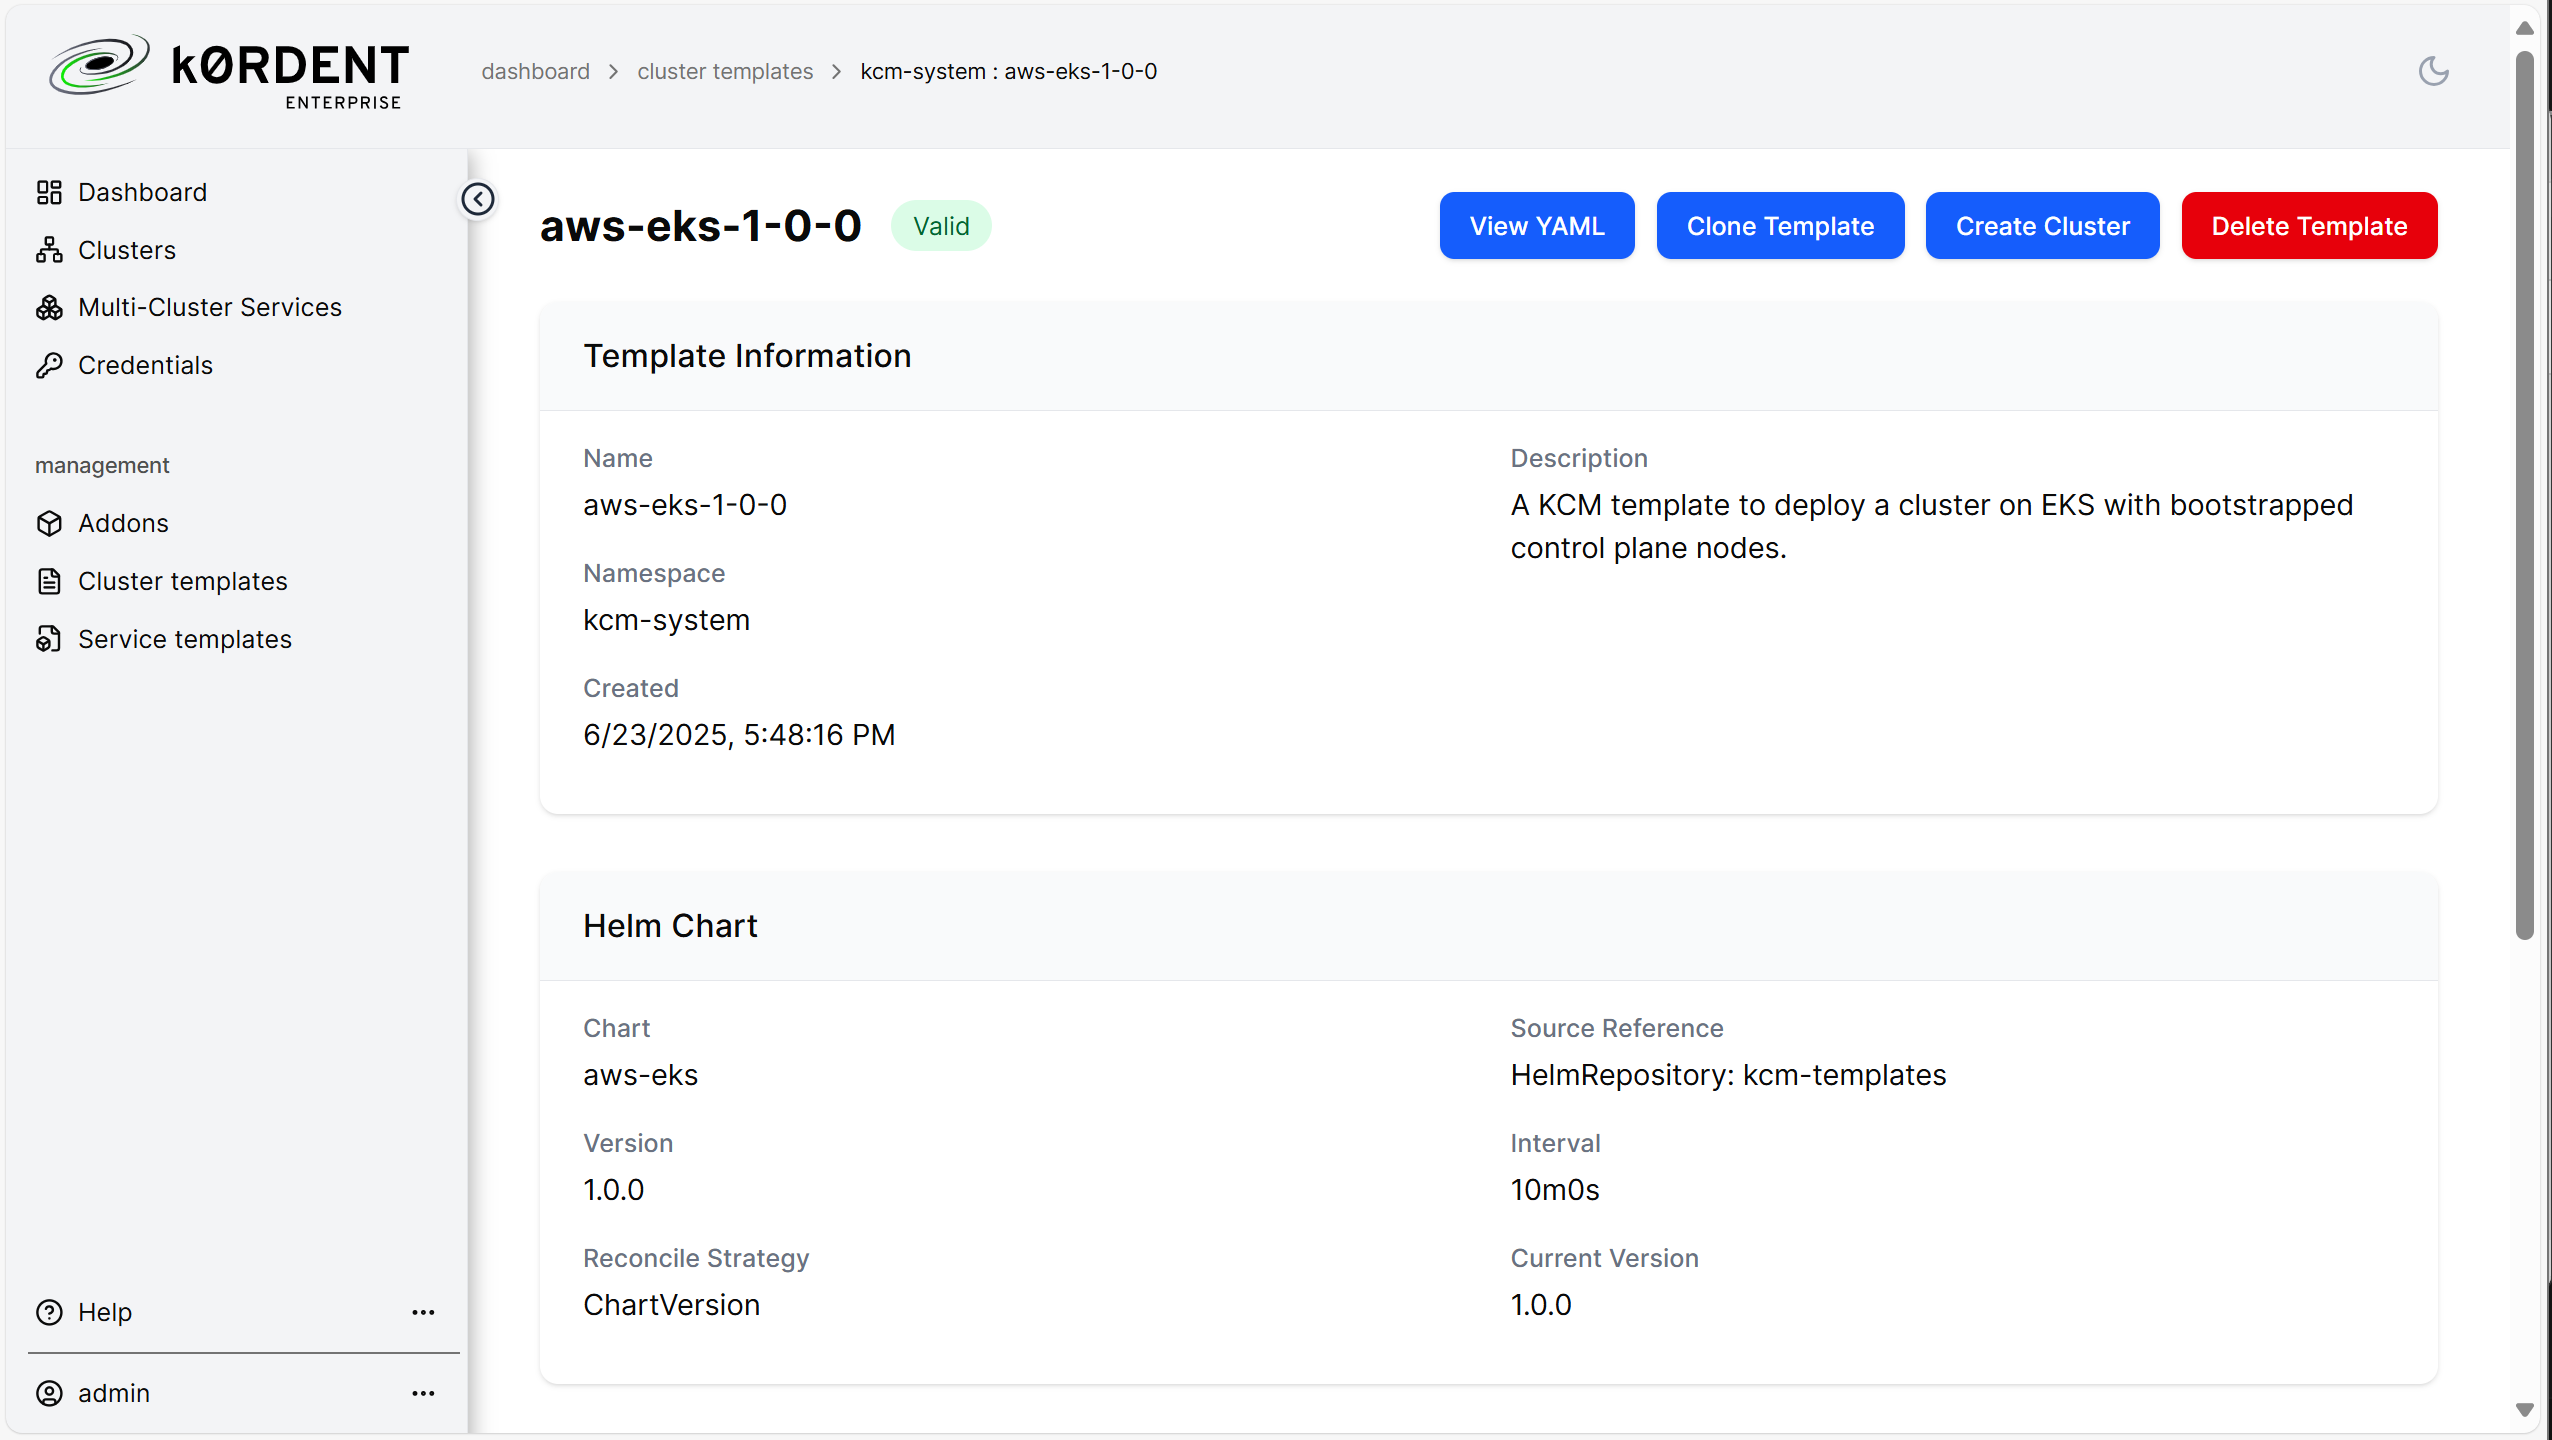 k0RDENT
ENTERPRISE
dashboard > cluster templates > kcm-system : aws-eks-1-0-0
Dashboard
Clusters
Multi-Cluster Services
Credentials
management
Addons
Cluster templates
Service templates
Help
admin
aws-eks-1-0-0 Valid
View YAML
Clone Template
Create Cluster
Delete Template
Template Information
Name
aws-eks-1-0-0
Namespace
kcm-system
Created
6/23/2025, 5:48:16 PM
Description
A KCM template to deploy a cluster on EKS with bootstrapped
control plane nodes.
Helm Chart
Chart
aws-eks
Version
1.0.0
Reconcile Strategy
ChartVersion
Source Reference
HelmRepository: kcm-templates
Interval
10m0s
Current Version
1.0.0